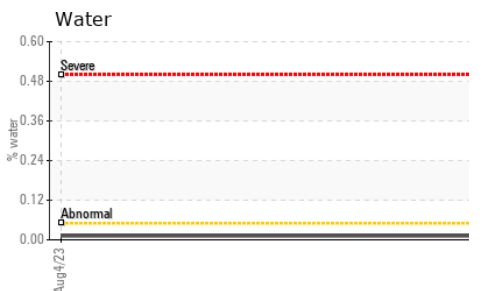 Water
0.60
Severe
0.48
0.36
% water
0.24
0.12
Abnormal
0.00
Aug4/23